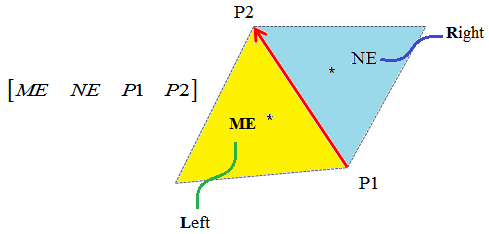 P2
Right
NE
[ME NE P1 P2]
ME *
*
P1
Left